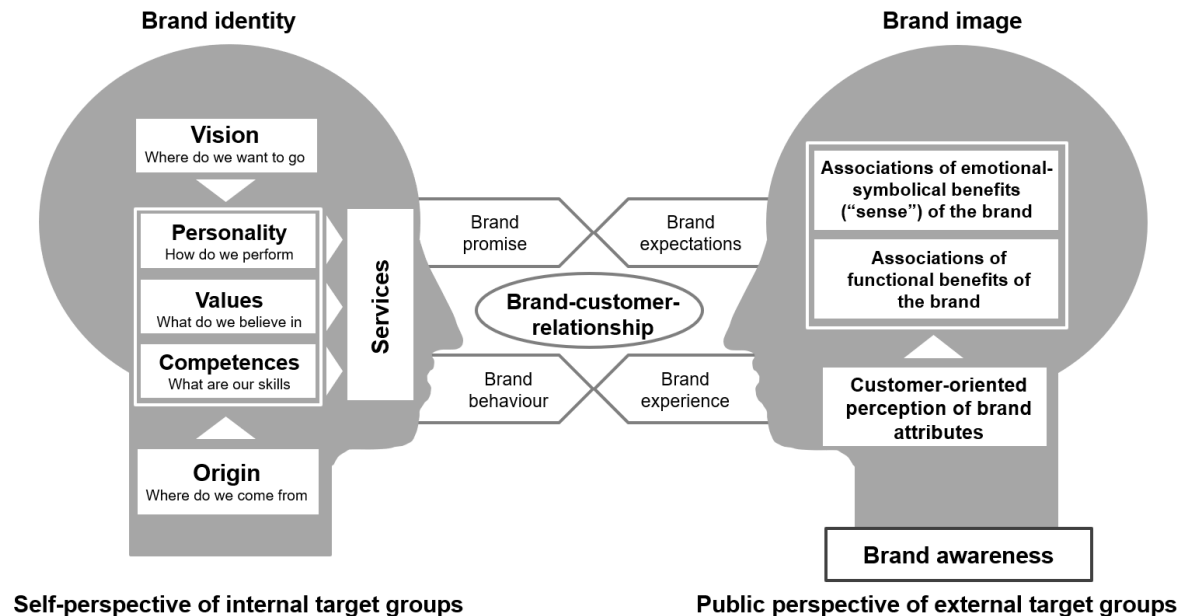 Brand identity
Vision
Where do we want to go
Personality
How do we perform
Values
What do we believe in
Competences
What are our skills
Origin
Where do we come from
Services
Brand
promise
Brand
expectations
Brand-customer-
relationship
Brand
behaviour
Brand
experience
Brand image
Associations of emotional-
symbolical benefits
(“sense”) of the brand
Associations of
functional benefits of
the brand
Customer-oriented
perception of brand
attributes
Brand awareness
Self-perspective of internal target groups
Public perspective of external target groups